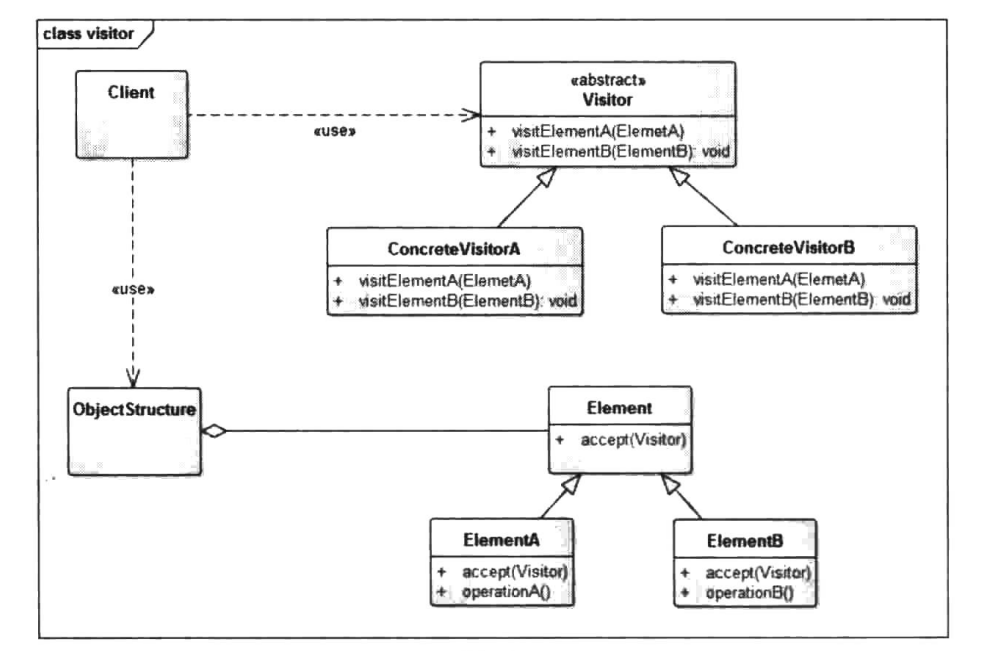 class visitor
Client
«abstract»
Visitor
+ visitElementA(ElemetA)
+ visitElementB(ElementB): void
«use»
ConcreteVisitorA
+ visitElementA(ElemetA)
+ visitElementB(ElementB): void
ConcreteVisitorB
+ visitElementA(ElemetA)
+ visitElementB(ElementB): void
«use»
ObjectStructure
Element
+ accept(Visitor)
ElementA
+ accept(Visitor)
+ operationA()
ElementB
+ accept(Visitor)
+ operationB()